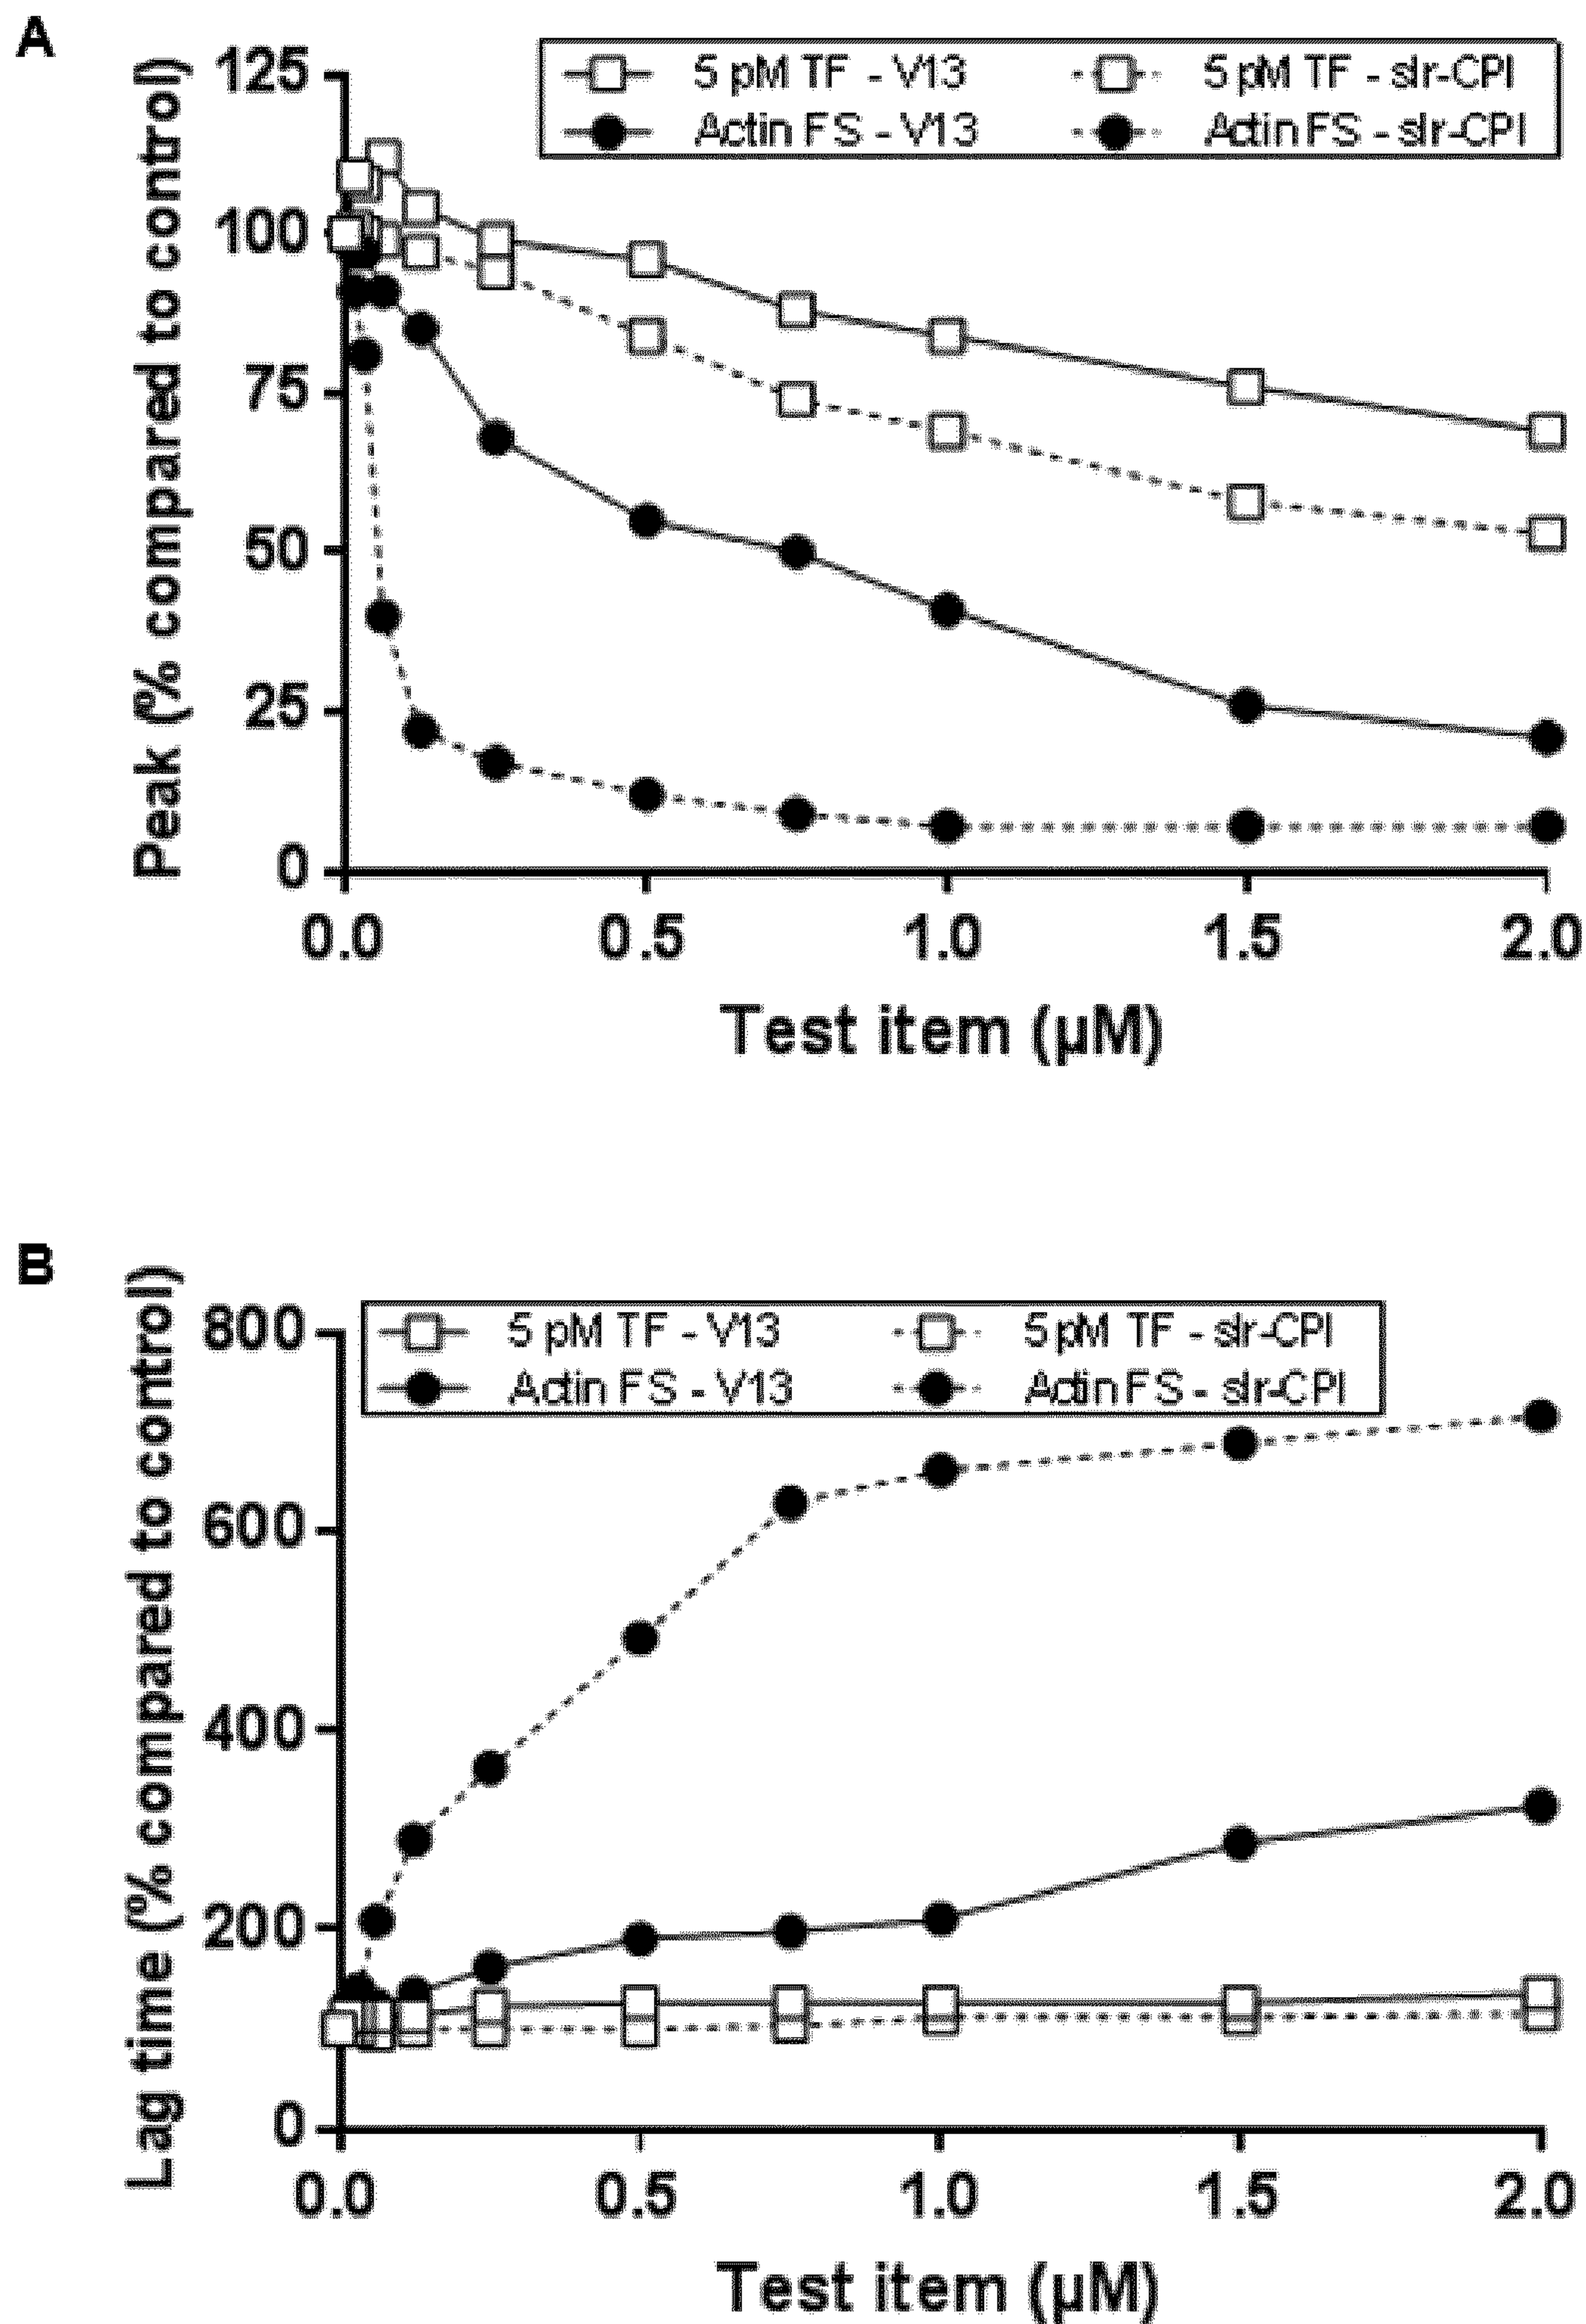 A
Peak (% compared to control)
125
100
75
50
25
0
5 pM TF - V13
5 pM TF - slr-CPI
Actin FS - V13
Actin FS - slr-CPI
0.0 0.5 1.0 1.5 2.0
Test item (µM)
B
Lag time (% compared to control)
800
600
400
200
0
5 pM TF - V13
5 pM TF - slr-CPI
Actin FS - V13
Actin FS - slr-CPI
0.0 0.5 1.0 1.5 2.0
Test item (µM)